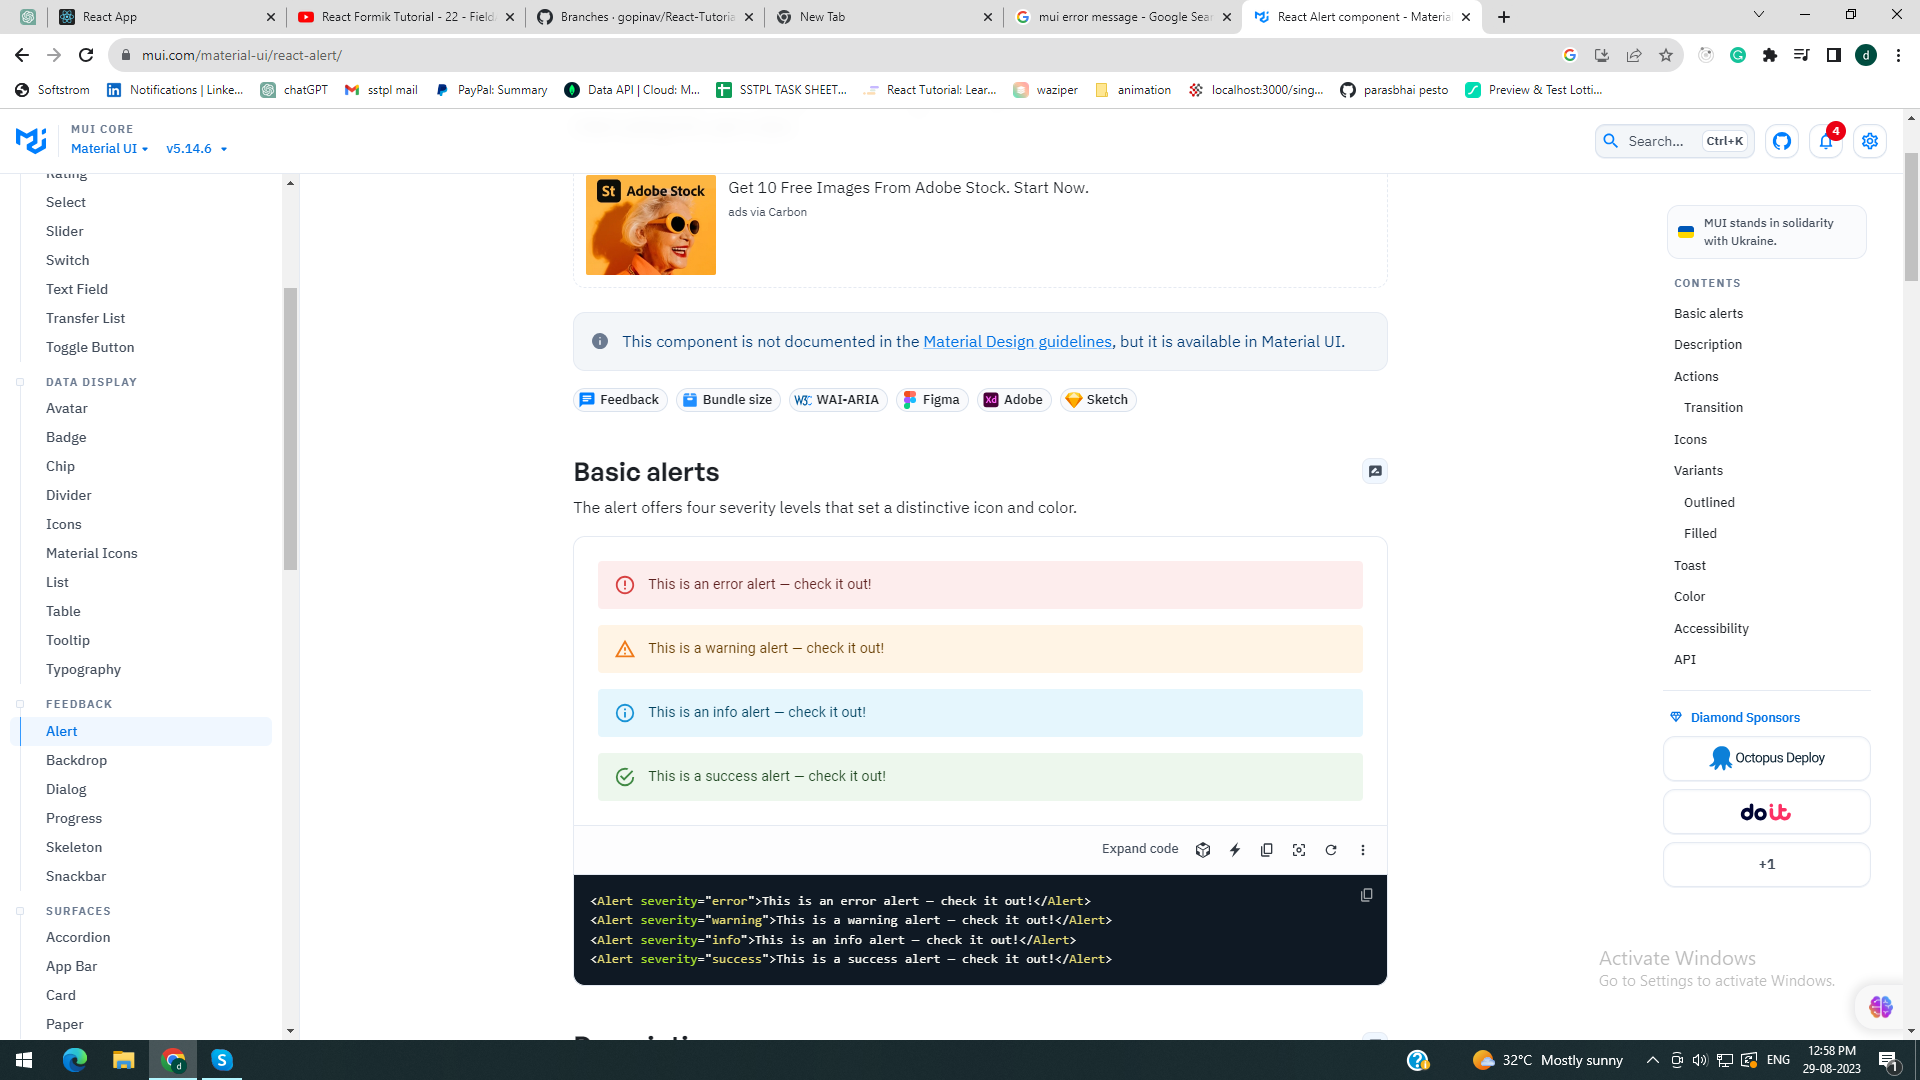 React App
React Formik Tutorial - 22 - Field
Branches · gopinav/React-Tutoria
New Tab
mui error message - Google Sear
React Alert component - Materia
mui.com/material-ui/react-alert/
d
Softstrom
Notifications | Linke...
chatGPT
sstpl mail
PayPal: Summary
Data API | Cloud: M...
SSTPL TASK SHEET...
React Tutorial: Lear...
waziper
animation
localhost:3000/sing...
parasbhai pesto
Preview & Test Lotti...
MUI CORE
Material UI
v5.14.6
Search...
Ctrl+K
4
Rating
Select
Slider
Switch
Text Field
Transfer List
Toggle Button
DATA DISPLAY
Avatar
Badge
Chip
Divider
Icons
Material Icons
List
Table
Tooltip
Typography
FEEDBACK
Alert
Backdrop
Dialog
Progress
Skeleton
Snackbar
SURFACES
Accordion
App Bar
Card
Paper
St Adobe Stock
Get 10 Free Images From Adobe Stock. Start Now.
ads via Carbon
This component is not documented in the Material Design guidelines, but it is available in Material UI.
Feedback
Bundle size
W3C WAI-ARIA
Figma
Xd Adobe
Sketch
Basic alerts
The alert offers four severity levels that set a distinctive icon and color.
This is an error alert — check it out!
This is a warning alert — check it out!
This is an info alert — check it out!
This is a success alert — check it out!
Expand code
<Alert severity="error">This is an error alert — check it out!</Alert>
<Alert severity="warning">This is a warning alert — check it out!</Alert>
<Alert severity="info">This is an info alert — check it out!</Alert>
<Alert severity="success">This is a success alert — check it out!</Alert>
MUI stands in solidarity
with Ukraine.
CONTENTS
Basic alerts
Description
Actions
Transition
Icons
Variants
Outlined
Filled
Toast
Color
Accessibility
API
Diamond Sponsors
Octopus Deploy
doit
+1
Activate Windows
Go to Settings to activate Windows.
32°C Mostly sunny
ENG
12:58 PM
29-08-2023
1